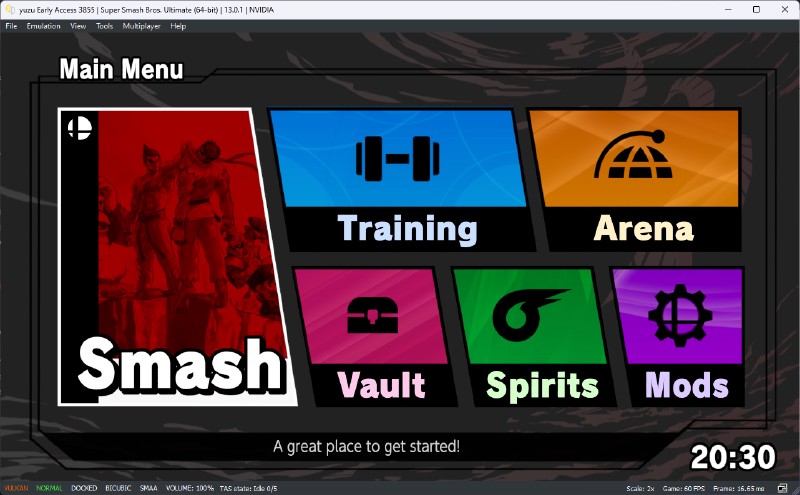 yuzu Early Access 3855 | Super Smash Bros. Ultimate (64-bit) | 13.0.1 | NVIDIA
File Emulation View Tools Multiplayer Help
Main Menu
Training
Arena
Smash
Vault
Spirits
Mods
A great place to get started!
20:30
VULKAN NORMAL DOCKED BICUBIC SMAA VOLUME: 100% TAS state: Idle 0/5 Scale: 2x Game: 60 FPS Frame: 16.65 ms